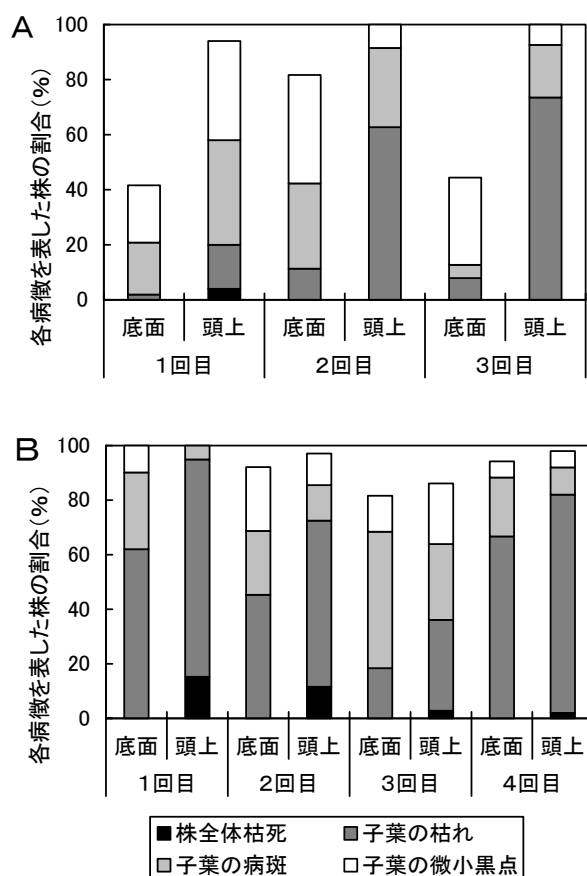 A
各病徴を表した株の割合(%)
100
80
60
40
20
0
底面 頭上 底面 頭上 底面 頭上
1回目 2回目 3回目
B
各病徴を表した株の割合(%)
100
80
60
40
20
0
底面 頭上 底面 頭上 底面 頭上 底面 頭上
1回目 2回目 3回目 4回目
株全体枯死 子葉の枯れ
子葉の病斑 子葉の微小黒点